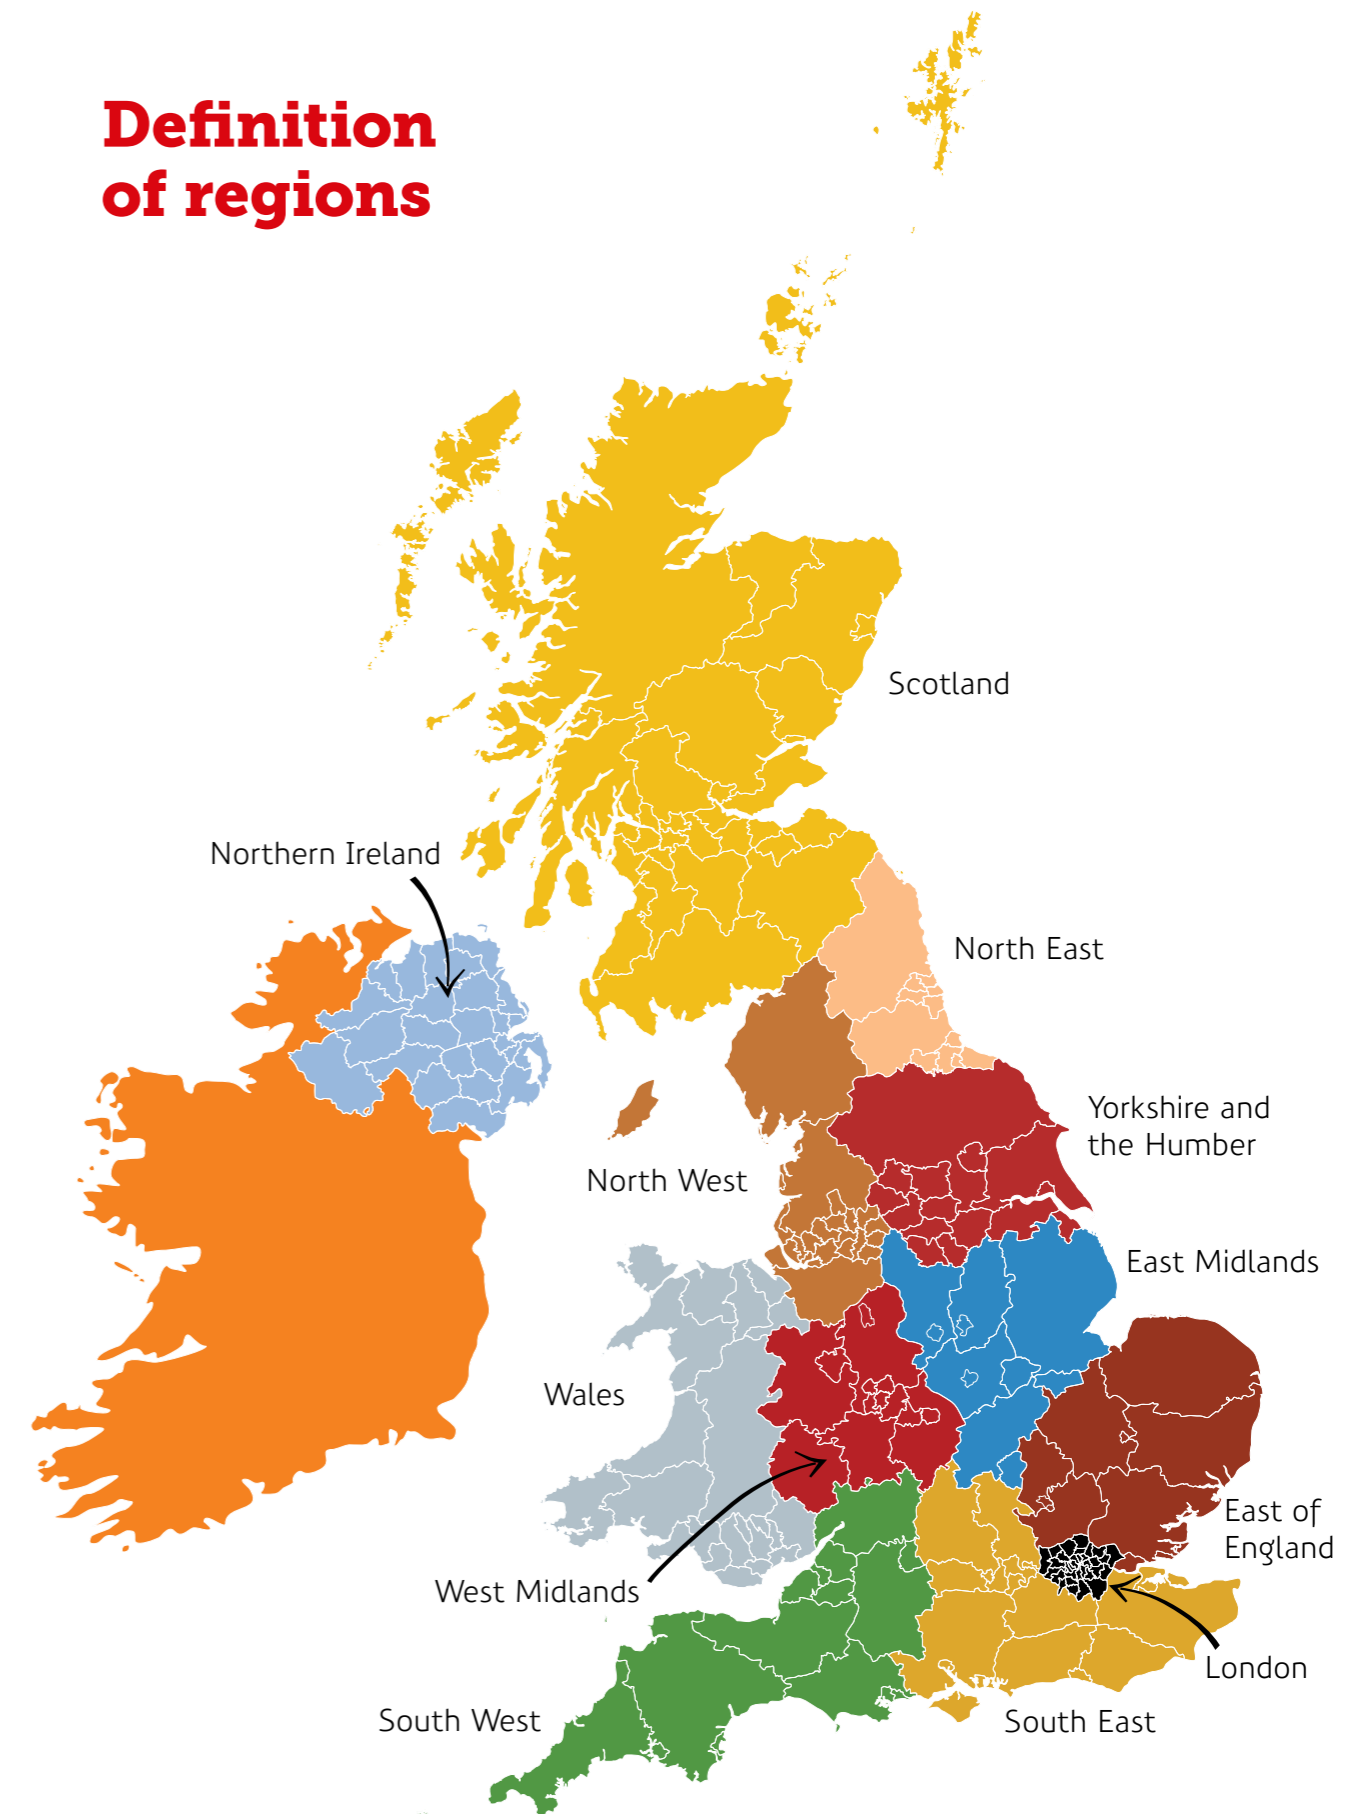 Definition
of regions
Scotland
Northern Ireland
North East
Yorkshire and
the Humber
North West
East Midlands
Wales
East of
England
West Midlands
London
South West
South East